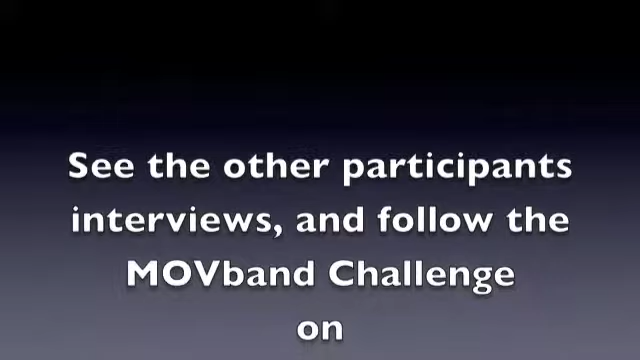 See the other participants
interviews, and follow the
MOVband Challenge
on